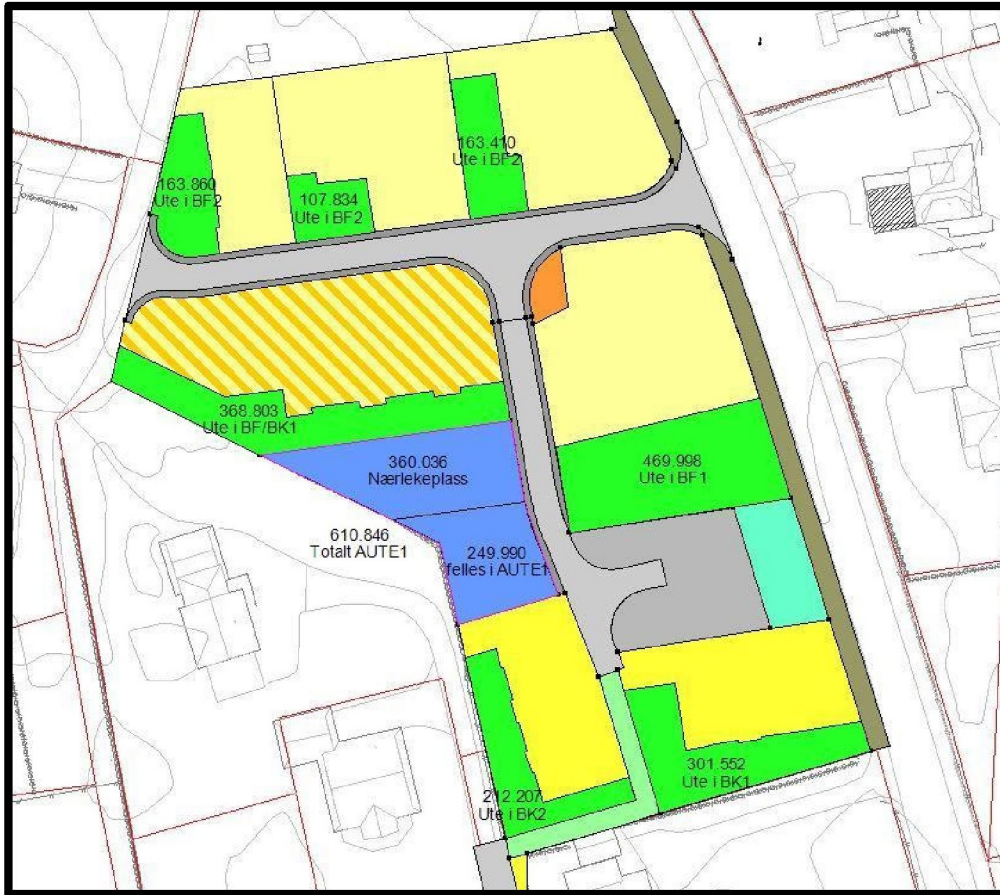 163.410
Ute i BF2
163.860
Ute i BF2
107.834
Ute i BF2
368.803
Ute i BF/BK1
360.036
Nærlekeplass
469.998
Ute i BF1
610.846
Totalt AUTE1
249.990
felles i AUTE1
301.552
Ute i BK1
212.207
Ute i BK2